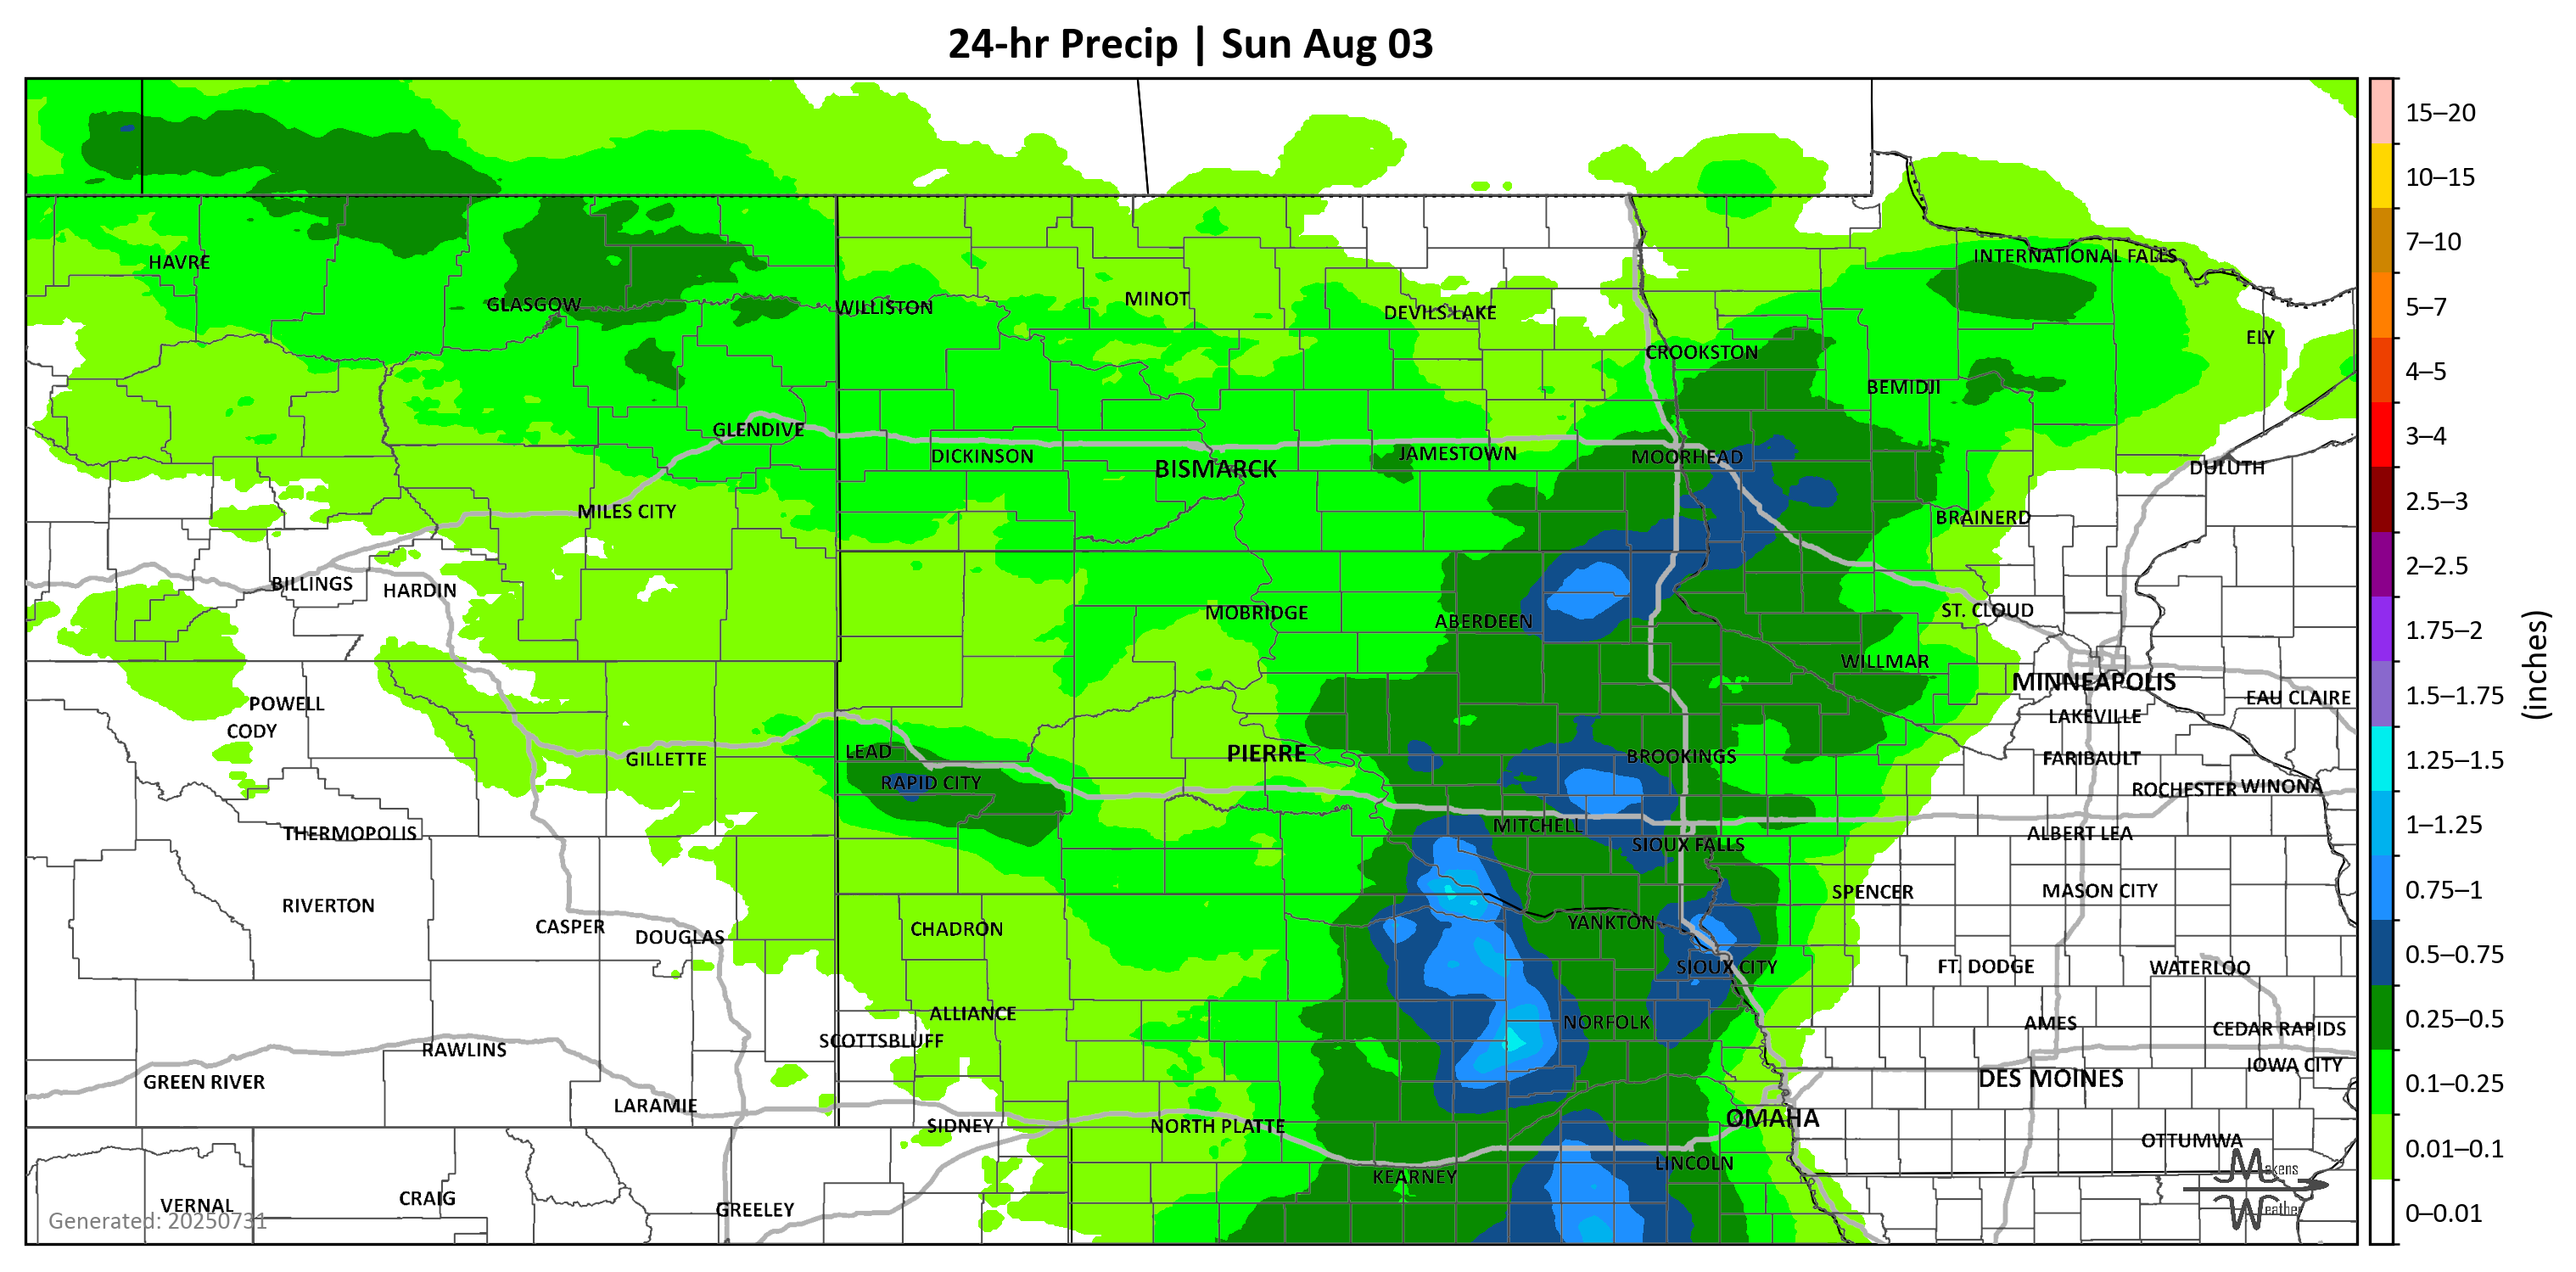 24-hr Precip | Sun Aug 03
15–20
10–15
INTERNATIONAL FALLS
7–10
HAVRE
MINOT
GLASGOW
WILLISTON
DEVILS LAKE
5–7
ELY
CROOKSTON
4–5
BEMIDJI
GLENDIVE
3–4
DICKINSON
BISMARCK
JAMESTOWN
MOORHEAD
DULUTH
MILES CITY
BRAINERD
2.5–3
2–2.5
BILLINGS
HARDIN
MOBRIDGE
ABERDEEN
ST. CLOUD
1.75–2
(inches)
WILLMAR
MINNEAPOLIS
POWELL
EAU CLAIRE
1.5–1.75
LAKEVILLE
CODY
LEAD
PIERRE
BROOKINGS
GILLETTE
FARIBAULT
1.25–1.5
RAPID CITY
ROCHESTER
WINONA
THERMOPOLIS
MITCHELL
ALBERT LEA
1–1.25
SIOUX FALLS
SPENCER
MASON CITY
0.75–1
RIVERTON
CASPER
DOUGLAS
CHADRON
YANKTON
SIOUX CITY
FT. DODGE
WATERLOO
0.5–0.75
ALLIANCE
NORFOLK
AMES
CEDAR RAPIDS
0.25–0.5
SCOTTSBLUFF
RAWLINS
IOWA CITY
GREEN RIVER
DES MOINES
0.1–0.25
LARAMIE
SIDNEY
NORTH PLATTE
OMAHA
OTTUMWA
0.01–0.1
KEARNEY
LINCOLN
Makens
VERNAL
CRAIG
GREELEY
Weather
Generated: 20250731
0–0.01